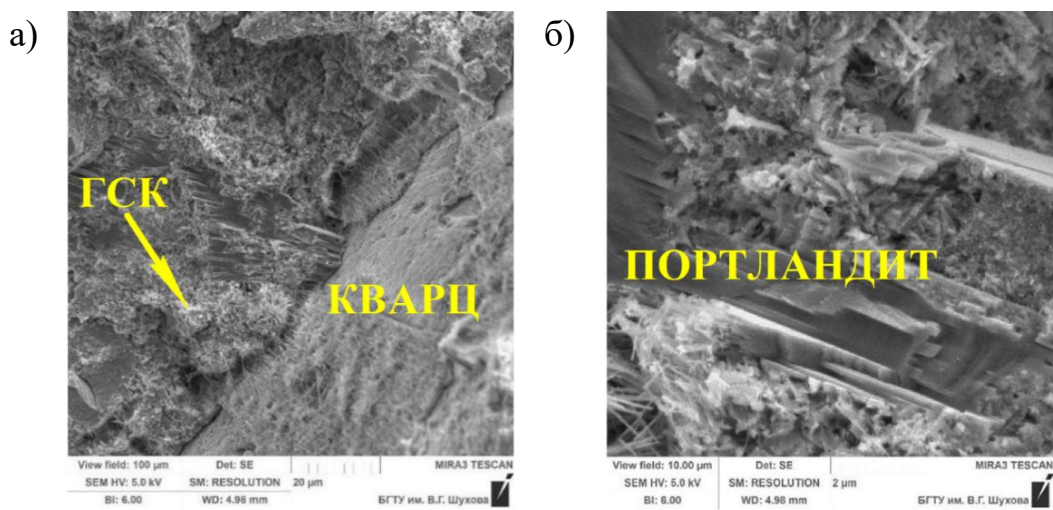 а)
ГСК
КВАРЦ
View field: 100 µm Det: SE
SEM HV: 5.0 kV SM: RESOLUTION 20 µm
BI: 6.00 WD: 4.98 mm
MIRA3 TESCAN
БГТУ им. В.Г. Шухова
б)
ПОРТЛАНДИТ
View field: 10.00 µm Det: SE
SEM HV: 5.0 kV SM: RESOLUTION 2 µm
BI: 6.00 WD: 4.98 mm
MIRA3 TESCAN
БГТУ им. В.Г. Шухова